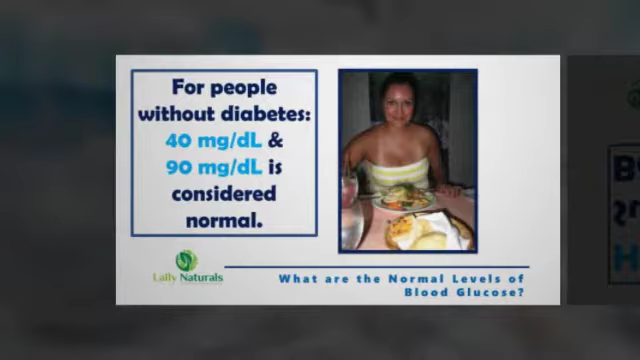 For people
without diabetes:
40 mg/dL &
90 mg/dL is
considered
normal.
Lally Naturals
What are the Normal Levels of
Blood Glucose?